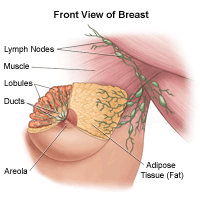 Front View of Breast
Lymph Nodes
Muscle
Lobules
Ducts
Areola
Adipose
Tissue (Fat)